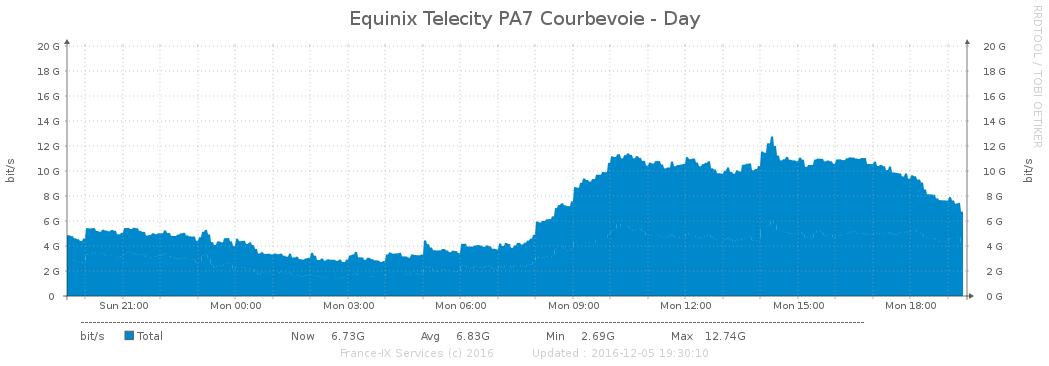 Equinix Telecity PA7 Courbevoie - Day
RRDTOOL / TOBI OETIKER
bit/s
20 G
18 G
16 G
14 G
12 G
10 G
8 G
6 G
4 G
2 G
0
20 G
18 G
16 G
14 G
12 G
10 G
8 G
6 G
4 G
2 G
0 G
bit/s
Sun 21:00 Mon 00:00 Mon 03:00 Mon 06:00 Mon 09:00 Mon 12:00 Mon 15:00 Mon 18:00
bit/s Total Now 6.73G Avg 6.83G Min 2.69G Max 12.74G
France-IX Services (c) 2016 Updated : 2016-12-05 19:30:10